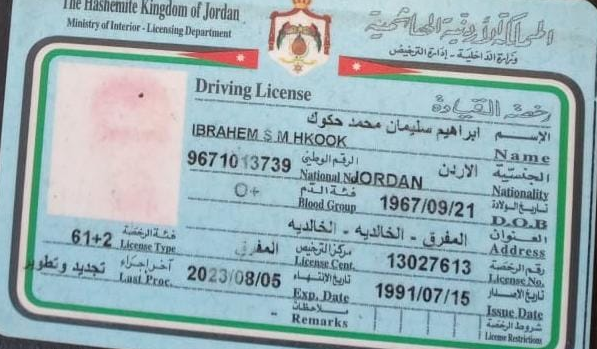 The Hashemite Kingdom of Jordan
Ministry of Interior - Licensing Department
المملكة الأردنية الهاشمية
وزارة الداخلية - إدارة الترخيص
Driving License
رخصة القيادة
الإسم ابراهيم سليمان محمد حكوك
IBRAHEM S M HKOOK Name
9671013739 الرقم الوطني الاردن الجنسية
National No JORDAN Nationality
O+ فئة الدم 1967/09/21 تاريخ الولادة
Blood Group D.O.B
المفرق - الخالديه - الخالديه العنوان
Address
61+2 فئة الرخصة المفرق مركز الترخيص 13027613 رقم الرخصة
License Type License Cent. License No.
تجديد وتطوير آخر إجراء 2023/08/05 تاريخ الإنتهاء 1991/07/15 تاريخ الإصدار
Last Proc. Exp. Date Issue Date
- ملاحظات شروط الرخصة
Remarks License Restrictions